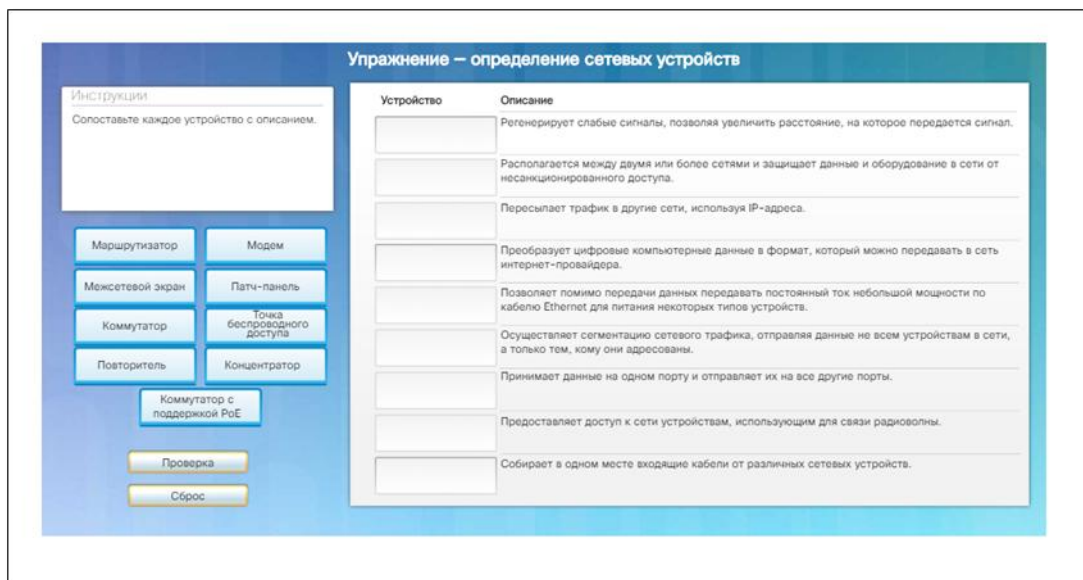 Упражнение — определение сетевых устройств
Инструкции
Сопоставьте каждое устройство с описанием.
Маршрутизатор
Модем
Межсетевой экран
Патч-панель
Коммутатор
Точка
беспроводного
доступа
Повторитель
Концентратор
Коммутатор с
поддержкой PoE
Проверка
Сброс
Устройство
Описание
Регенерирует слабые сигналы, позволяя увеличить расстояние, на которое передается сигнал.
Располагается между двумя или более сетями и защищает данные и оборудование в сети от
несанкционированного доступа.
Пересылает трафик в другие сети, используя IP-адреса.
Преобразует цифровые компьютерные данные в формат, который можно передавать в сеть
интернет-провайдера.
Позволяет помимо передачи данных передавать постоянный ток небольшой мощности по
кабелю Ethernet для питания некоторых типов устройств.
Осуществляет сегментацию сетевого трафика, отправляя данные не всем устройствам в сети,
а только тем, кому они адресованы.
Принимает данные на одном порту и отправляет их на все другие порты.
Предоставляет доступ к сети устройствам, использующим для связи радиоволны.
Собирает в одном месте входящие кабели от различных сетевых устройств.